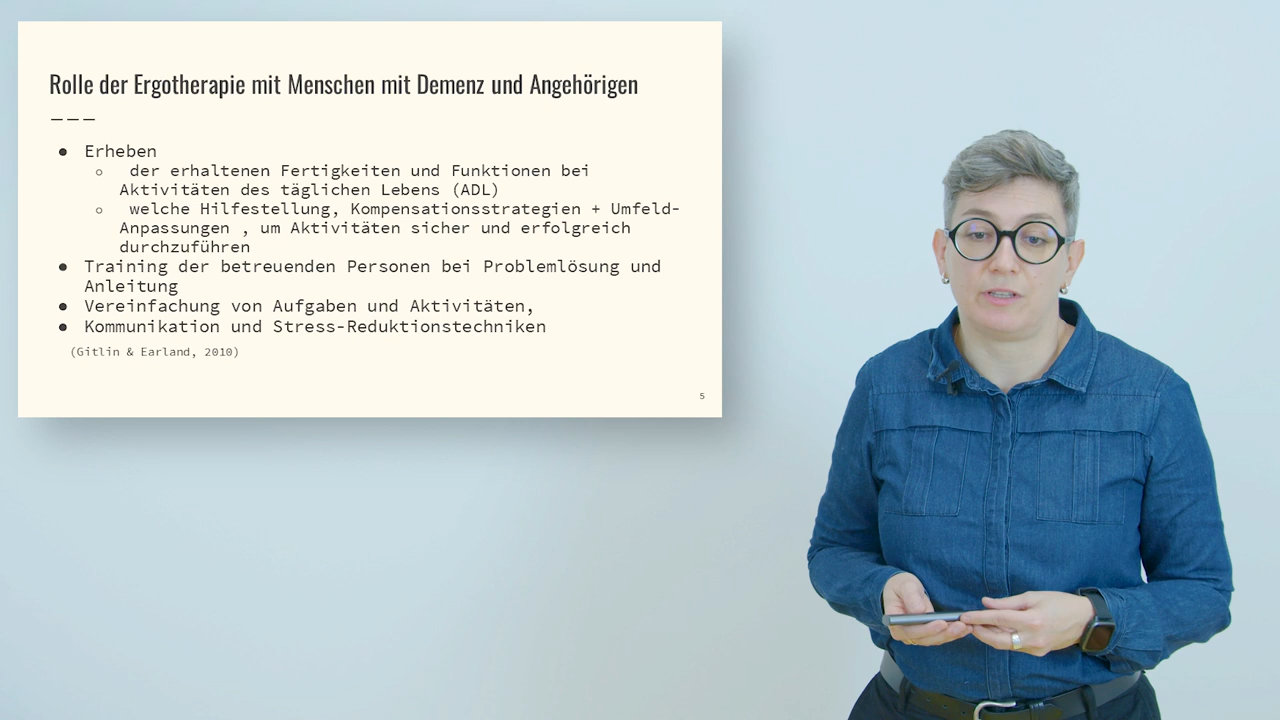 Rolle der Ergotherapie mit Menschen mit Demenz und Angehörigen
● Erheben
○ der erhaltenen Fertigkeiten und Funktionen bei
Aktivitäten des täglichen Lebens (ADL)
○ welche Hilfestellung, Kompensationsstrategien + Umfeld-
Anpassungen , um Aktivitäten sicher und erfolgreich
durchzuführen
● Training der betreuenden Personen bei Problemlösung und
Anleitung
● Vereinfachung von Aufgaben und Aktivitäten,
● Kommunikation und Stress-Reduktionstechniken
(Gitlin & Earland, 2010)
5